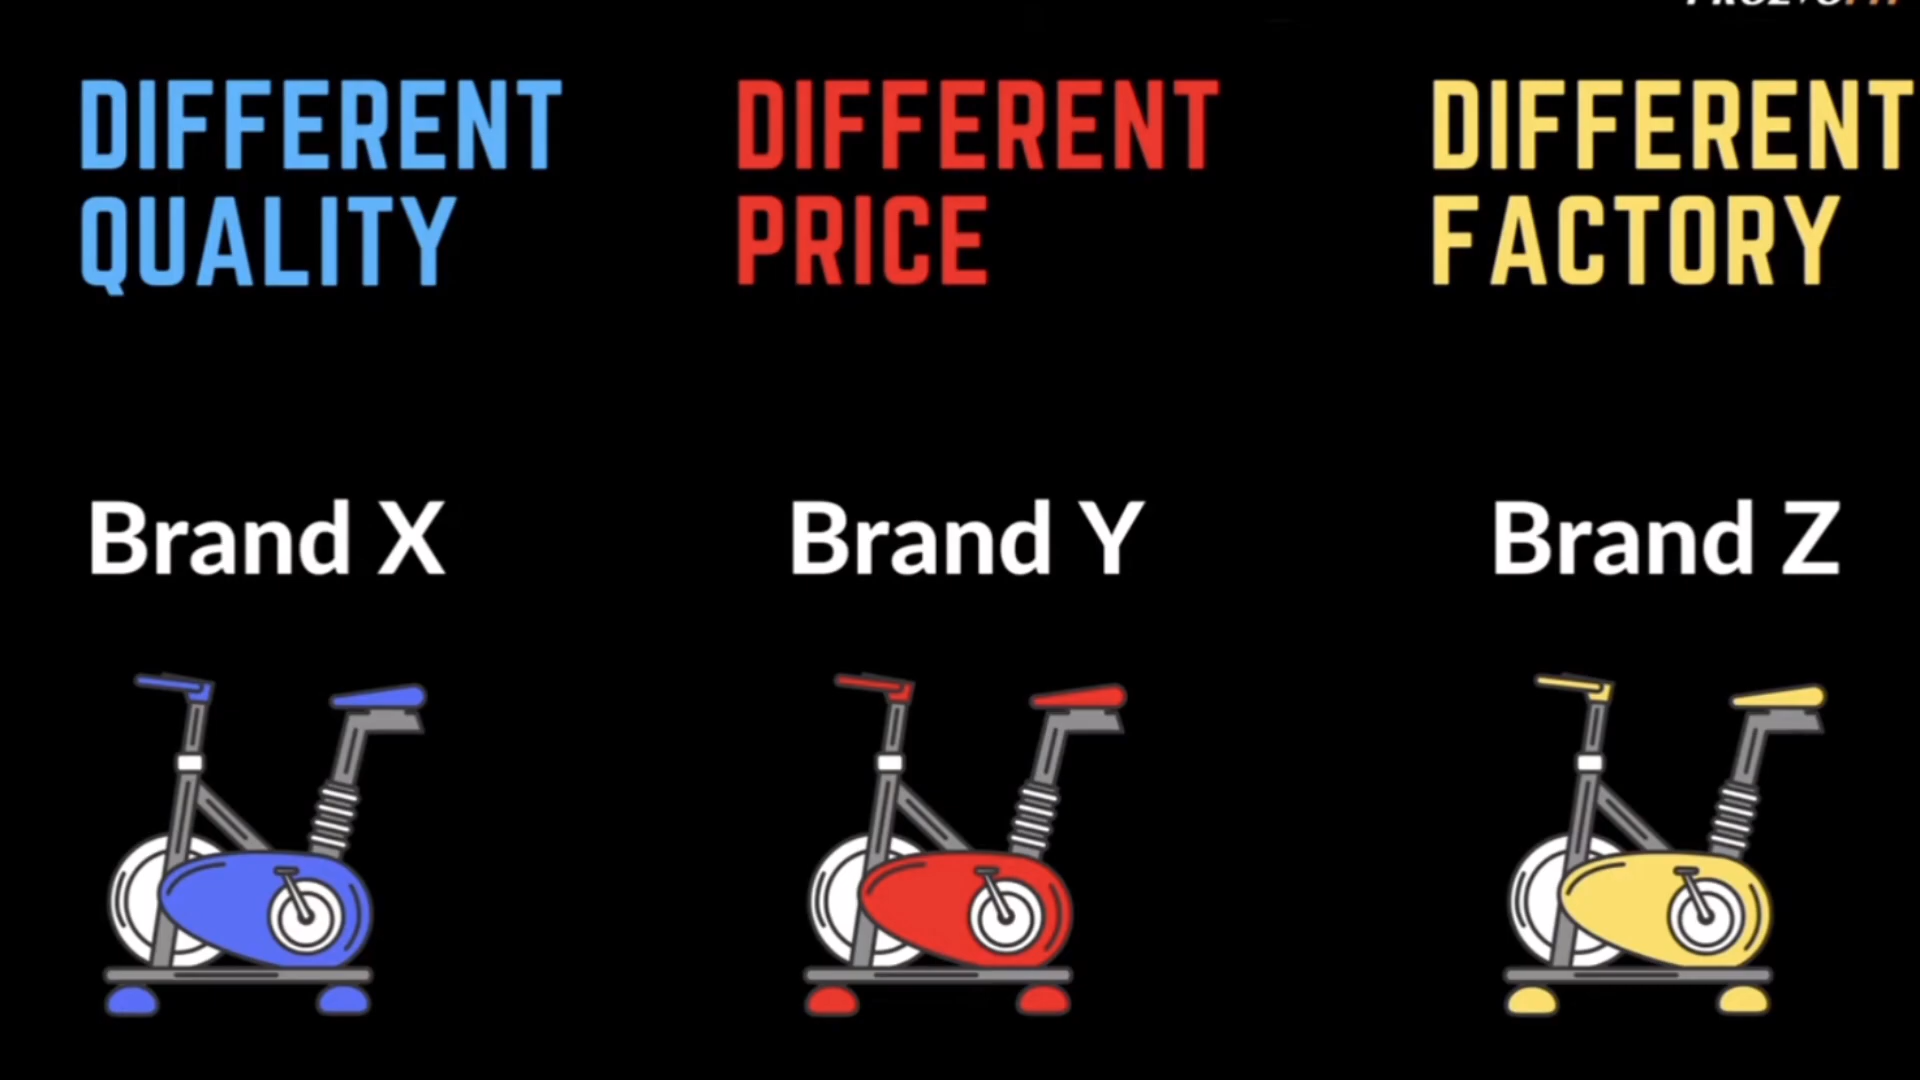 DIFFERENT
QUALITY
DIFFERENT
PRICE
DIFFERENT
FACTORY
Brand X
Brand Y
Brand Z